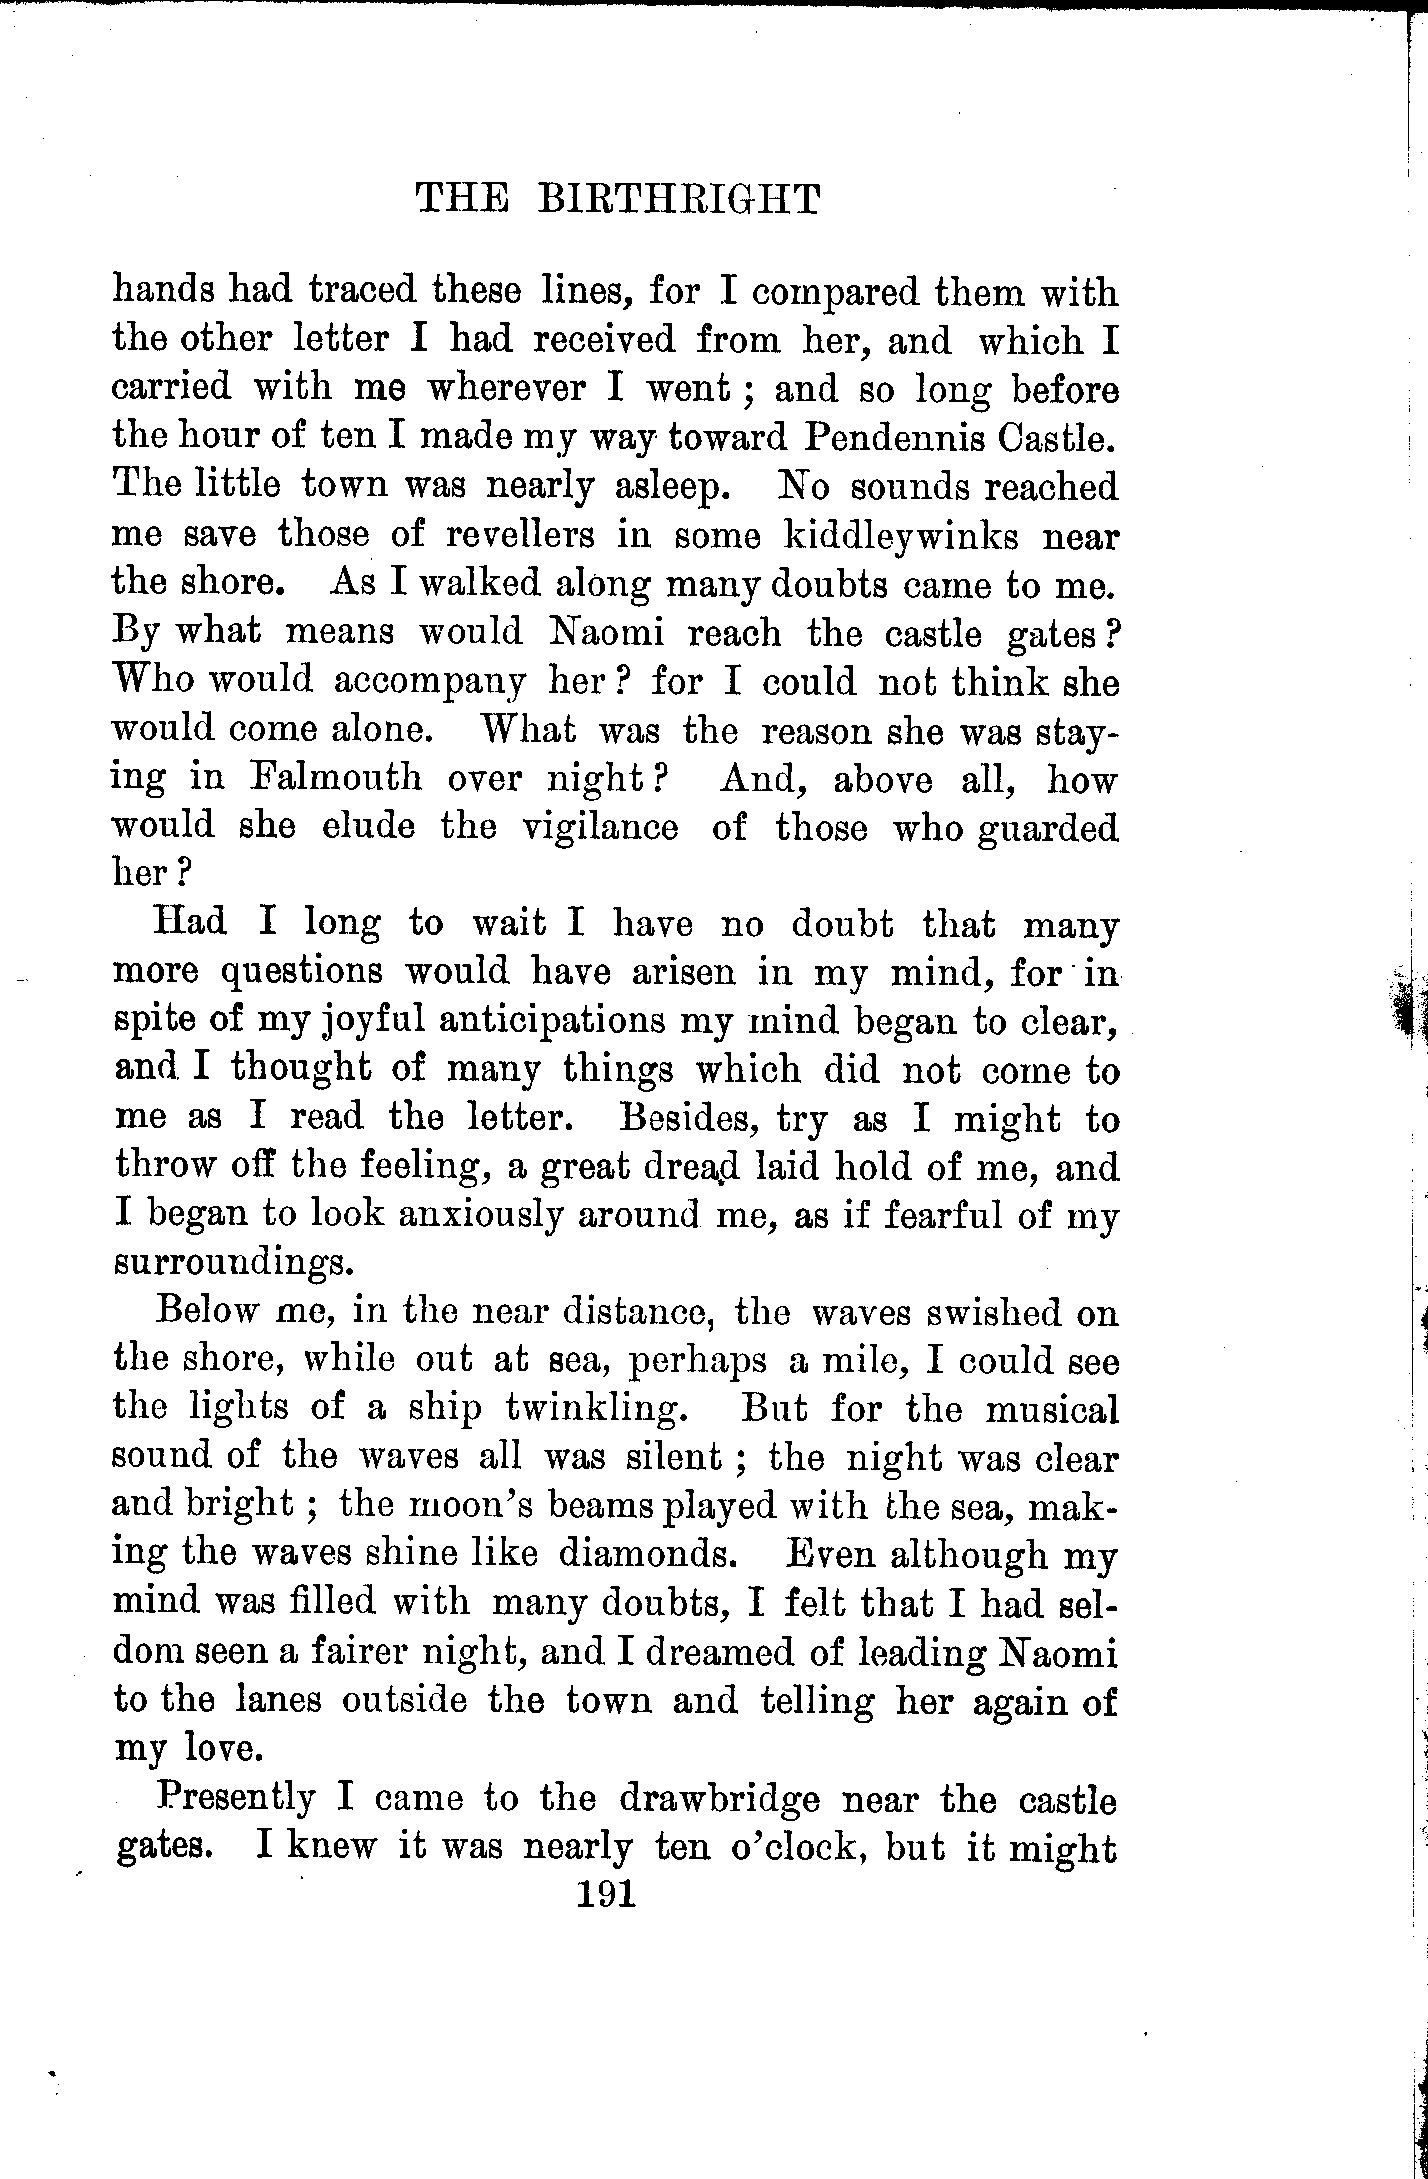 THE BIRTHRIGHT
hands had traced these lines, for I compared them with
the other letter I had received from her, and which I
carried with me wherever I went ; and so long before
the hour of ten I made my way toward Pendennis Castle.
The little town was nearly asleep. No sounds reached
me save those of revellers in some kiddleywinks near
the shore. As I walked along many doubts came to me.
By what means would Naomi reach the castle gates ?
Who would accompany her ? for I could not think she
would come alone. What was the reason she was stay-
ing in Falmouth over night ? And, above all, how
would she elude the vigilance of those who guarded
her ?
Had I long to wait I have no doubt that many
more questions would have arisen in my mind, for in
spite of my joyful anticipations my mind began to clear,
and I thought of many things which did not come to
me as I read the letter. Besides, try as I might to
throw off the feeling, a great dread laid hold of me, and
I began to look anxiously around me, as if fearful of my
surroundings.
Below me, in the near distance, the waves swished on
the shore, while out at sea, perhaps a mile, I could see
the lights of a ship twinkling. But for the musical
sound of the waves all was silent ; the night was clear
and bright ; the moon's beams played with the sea, mak-
ing the waves shine like diamonds. Even although my
mind was filled with many doubts, I felt that I had sel-
dom seen a fairer night, and I dreamed of leading Naomi
to the lanes outside the town and telling her again of
my love.
Presently I came to the drawbridge near the castle
gates. I knew it was nearly ten o'clock, but it might
191